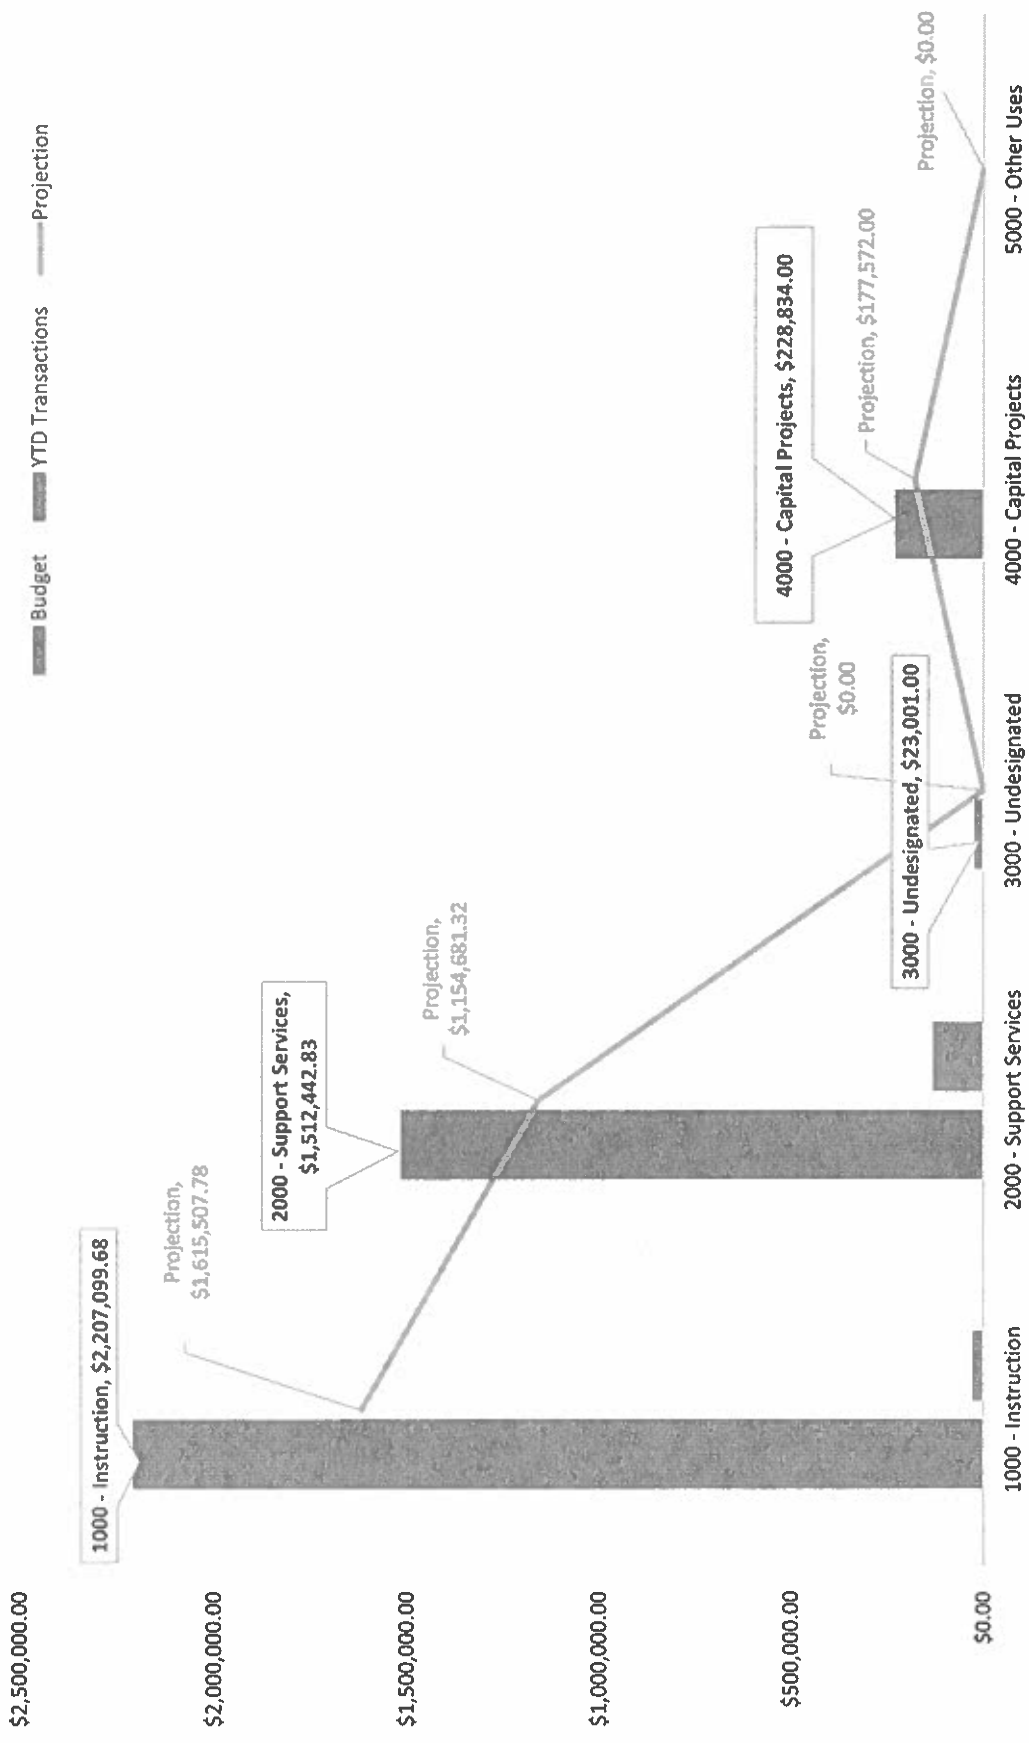 Budget
YTD Transactions
Projection
$2,500,000.00
$2,000,000.00
$1,500,000.00
$1,000,000.00
$500,000.00
$0.00
1000 - Instruction, $2,207,099.68
Projection,
$1,615,507.78
2000 - Support Services,
$1,512,442.83
Projection,
$1,154,681.32
3000 - Undesignated, $23,001.00
Projection,
$0.00
4000 - Capital Projects, $228,834.00
Projection, $177,572.00
Projection, $0.00
1000 - Instruction
2000 - Support Services
3000 - Undesignated
4000 - Capital Projects
5000 - Other Uses